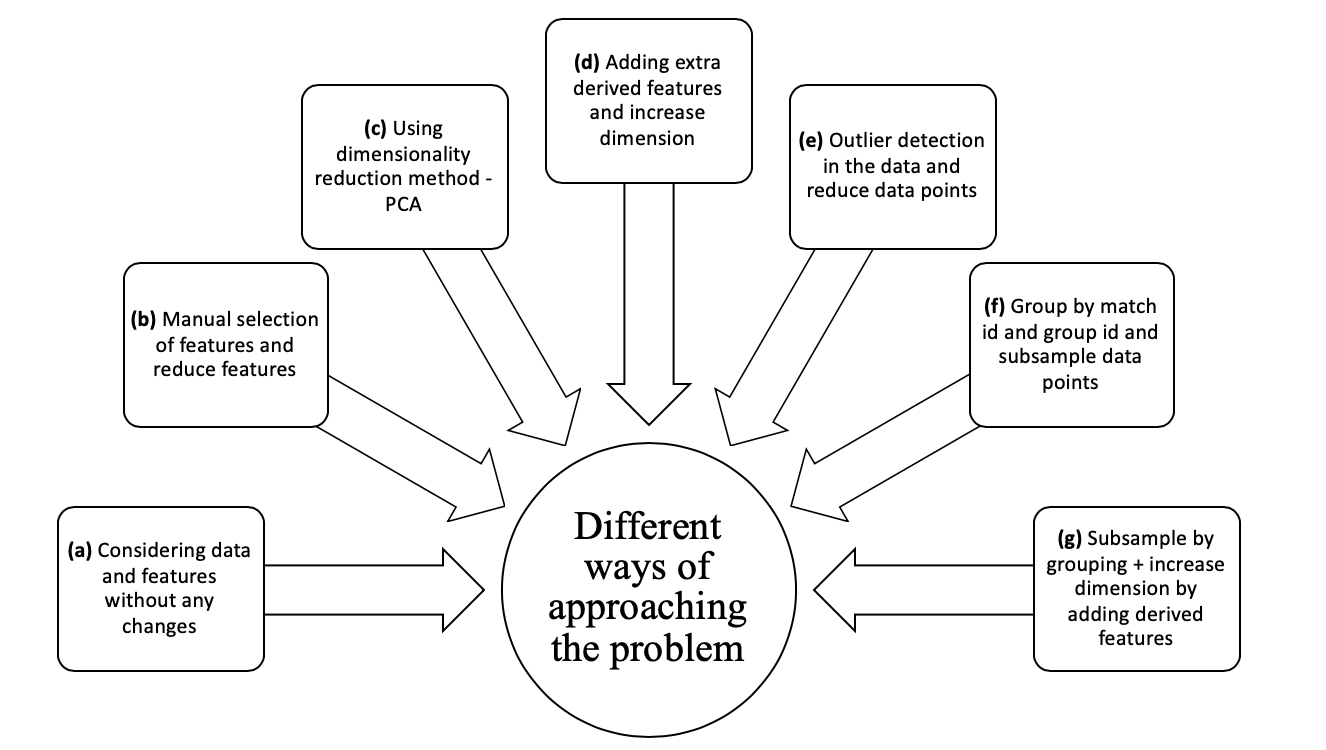 (a) Considering data
and features
without any
changes
(b) Manual selection
of features and
reduce features
(c) Using
dimensionality
reduction method -
PCA
(d) Adding extra
derived features
and increase
dimension
(e) Outlier detection
in the data and
reduce data points
(f) Group by match
id and group id and
subsample data
points
(g) Subsample by
grouping + increase
dimension by
adding derived
features
Different
ways of
approaching
the problem